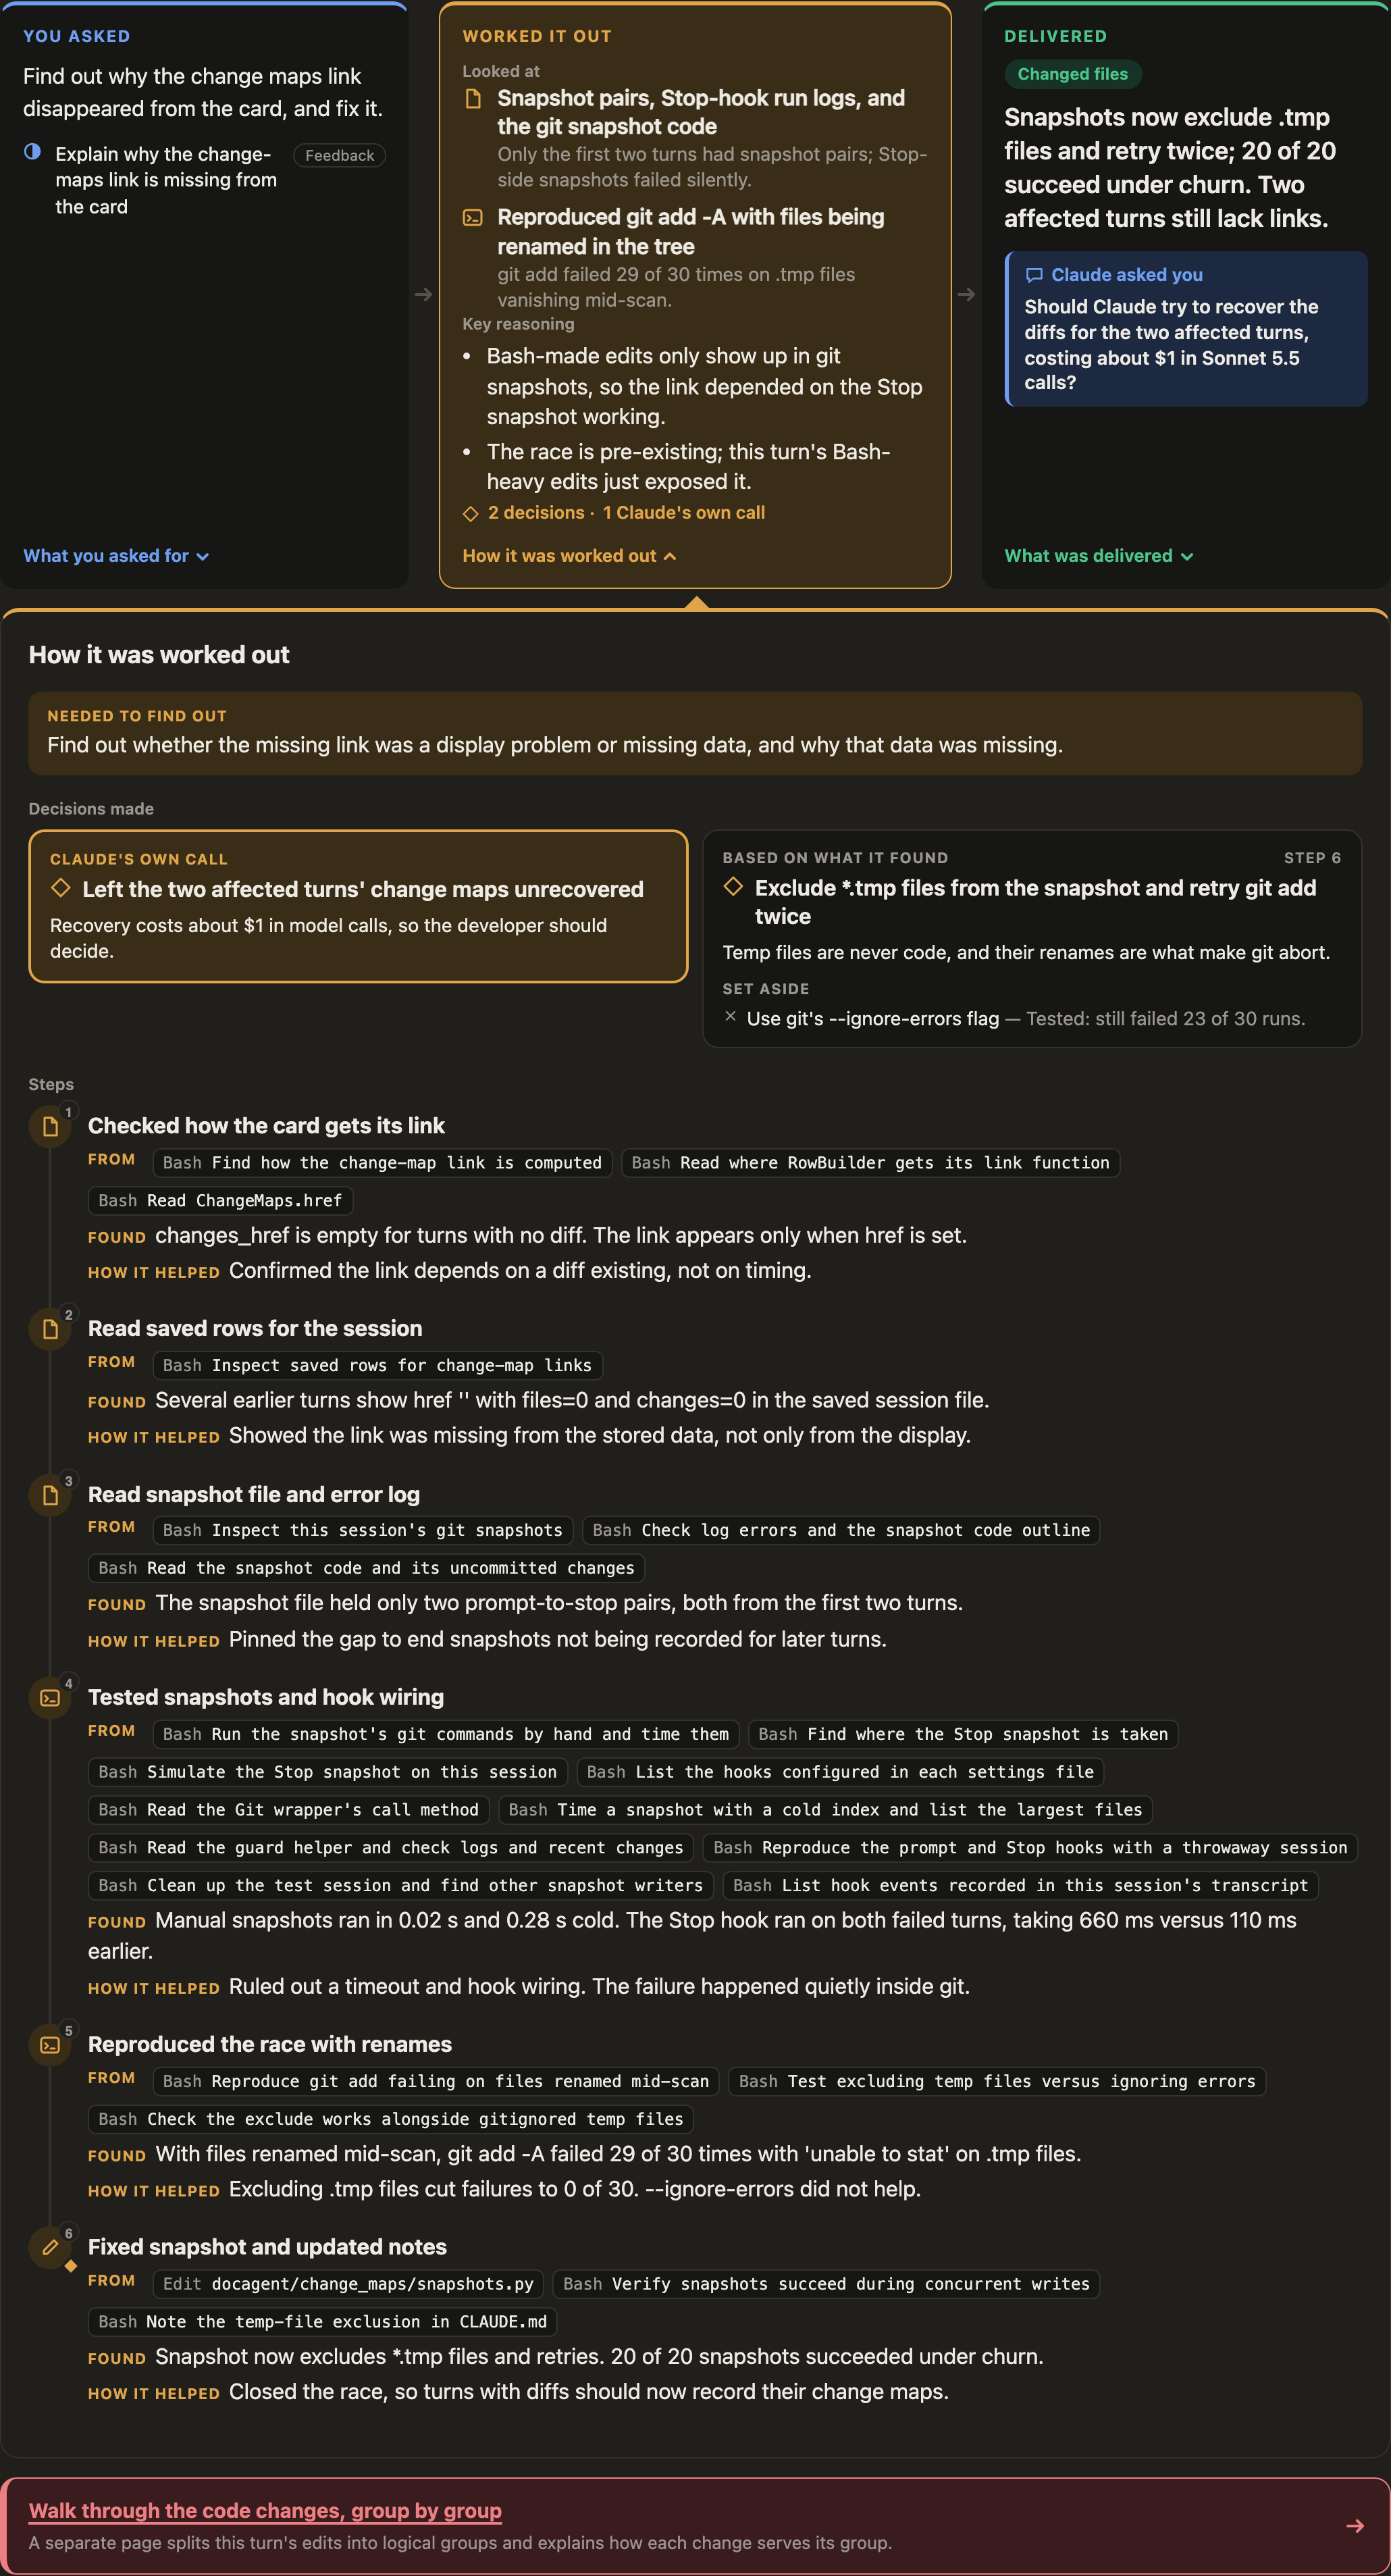 YOU ASKED
Find out why the change maps link
disappeared from the card, and fix it.
Explain why the change-
maps link is missing from
the card
Feedback
What you asked for
WORKED IT OUT
Looked at
Snapshot pairs, Stop-hook run logs, and
the git snapshot code
Only the first two turns had snapshot pairs; Stop-
side snapshots failed silently.
Reproduced git add -A with files being
renamed in the tree
git add failed 29 of 30 times on .tmp files
vanishing mid-scan.
Key reasoning
• Bash-made edits only show up in git
snapshots, so the link depended on the Stop
snapshot working.
• The race is pre-existing; this turn's Bash-
heavy edits just exposed it.
2 decisions · 1 Claude's own call
How it was worked out
DELIVERED
Changed files
Snapshots now exclude .tmp
files and retry twice; 20 of 20
succeed under churn. Two
affected turns still lack links.
Claude asked you
Should Claude try to recover the
diffs for the two affected turns,
costing about $1 in Sonnet 5.5
calls?
What was delivered
How it was worked out
NEEDED TO FIND OUT
Find out whether the missing link was a display problem or missing data, and why that data was missing.
Decisions made
CLAUDE'S OWN CALL
Left the two affected turns' change maps unrecovered
Recovery costs about $1 in model calls, so the developer should
decide.
BASED ON WHAT IT FOUND STEP 6
Exclude *.tmp files from the snapshot and retry git add
twice
Temp files are never code, and their renames are what make git abort.
SET ASIDE
× Use git's --ignore-errors flag — Tested: still failed 23 of 30 runs.
Steps
1
Checked how the card gets its link
FROM Bash Find how the change-map link is computed Bash Read where RowBuilder gets its link function
Bash Read ChangeMaps.href
FOUND changes_href is empty for turns with no diff. The link appears only when href is set.
HOW IT HELPED Confirmed the link depends on a diff existing, not on timing.
2
Read saved rows for the session
FROM Bash Inspect saved rows for change-map links
FOUND Several earlier turns show href '' with files=0 and changes=0 in the saved session file.
HOW IT HELPED Showed the link was missing from the stored data, not only from the display.
3
Read snapshot file and error log
FROM Bash Inspect this session's git snapshots Bash Check log errors and the snapshot code outline
Bash Read the snapshot code and its uncommitted changes
FOUND The snapshot file held only two prompt-to-stop pairs, both from the first two turns.
HOW IT HELPED Pinned the gap to end snapshots not being recorded for later turns.
4
Tested snapshots and hook wiring
FROM Bash Run the snapshot's git commands by hand and time them Bash Find where the Stop snapshot is taken
Bash Simulate the Stop snapshot on this session Bash List the hooks configured in each settings file
Bash Read the Git wrapper's call method Bash Time a snapshot with a cold index and list the largest files
Bash Read the guard helper and check logs and recent changes Bash Reproduce the prompt and Stop hooks with a throwaway session
Bash Clean up the test session and find other snapshot writers Bash List hook events recorded in this session's transcript
FOUND Manual snapshots ran in 0.02 s and 0.28 s cold. The Stop hook ran on both failed turns, taking 660 ms versus 110 ms
earlier.
HOW IT HELPED Ruled out a timeout and hook wiring. The failure happened quietly inside git.
5
Reproduced the race with renames
FROM Bash Reproduce git add failing on files renamed mid-scan Bash Test excluding temp files versus ignoring errors
Bash Check the exclude works alongside gitignored temp files
FOUND With files renamed mid-scan, git add -A failed 29 of 30 times with 'unable to stat' on .tmp files.
HOW IT HELPED Excluding .tmp files cut failures to 0 of 30. --ignore-errors did not help.
6
Fixed snapshot and updated notes
FROM Edit docagent/change_maps/snapshots.py Bash Verify snapshots succeed during concurrent writes
Bash Note the temp-file exclusion in CLAUDE.md
FOUND Snapshot now excludes *.tmp files and retries. 20 of 20 snapshots succeeded under churn.
HOW IT HELPED Closed the race, so turns with diffs should now record their change maps.
Walk through the code changes, group by group
A separate page splits this turn's edits into logical groups and explains how each change serves its group.